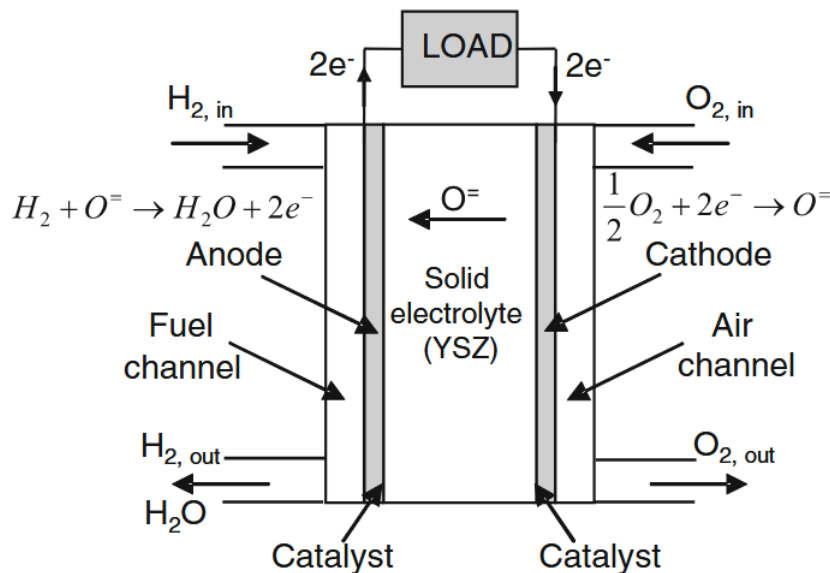 LOAD
2e-
2e-
H2, in
O2, in
H2 + O= → H2O + 2e−
O=
1/2 O2 + 2e− → O=
Anode
Cathode
Solid
electrolyte
(YSZ)
Fuel
channel
Air
channel
H2, out
O2, out
H2O
Catalyst
Catalyst